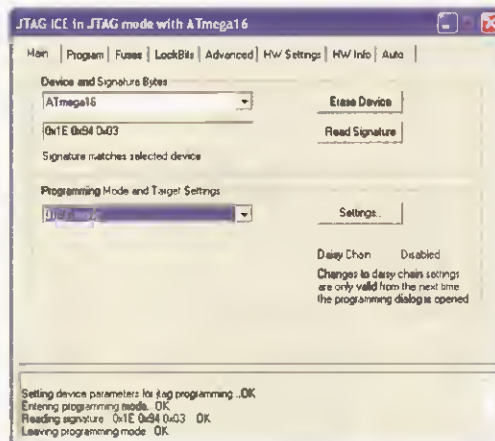 JTAG ICE in JTAG mode with ATmega16
Main Program Fuses LockBits Advanced HW Settings HW Info Auto
Device and Signature Bytes
ATmega16 Erase Device
0x1E 0x94 0x03 Read Signature
Signature matches selected device
Programming Mode and Target Settings
Settings..
Daisy Chain Disabled
Changes to daisy chain settings
are only valid from the next time
the programming dialog is opened
Setting device parameters for jtag programming ..OK
Entering programming mode. OK
Reading signature 0x1E 0x94 0x03 OK
Leaving programming mode OK